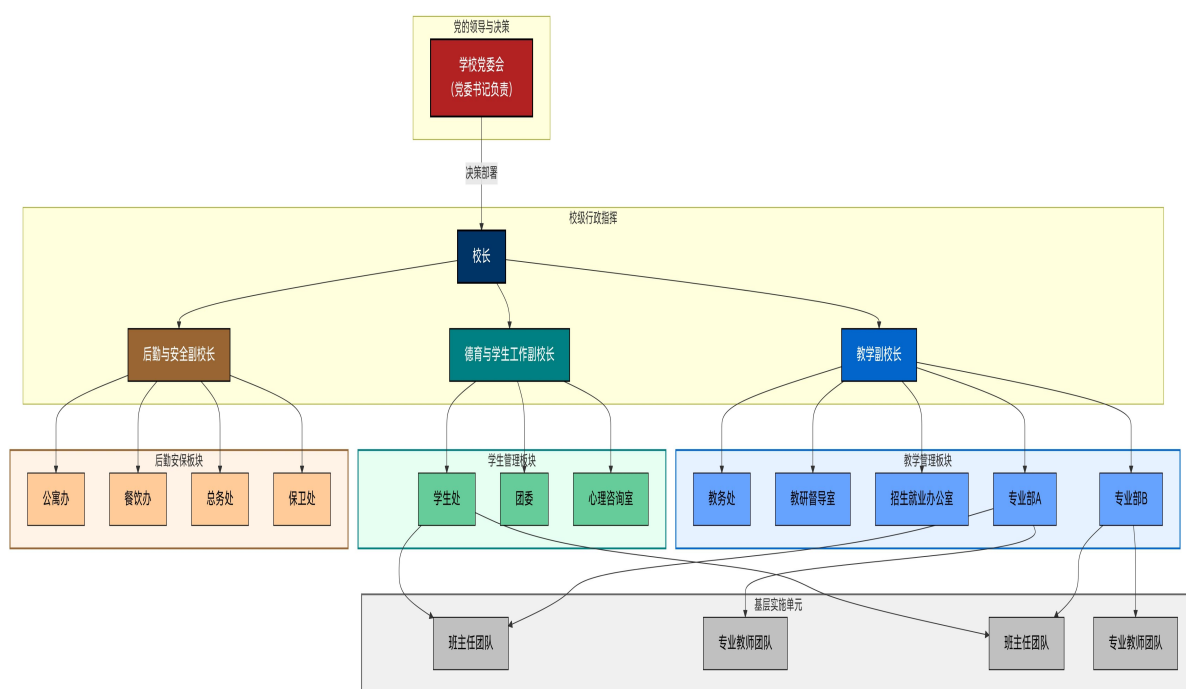 党的领导与决策
学校党委会
(党委书记负责)
决策部署
校级行政指挥
校长
后勤与安全副校长
德育与学生工作副校长
教学副校长
后勤安保板块
学生管理板块
教学管理板块
公寓办
餐饮办
总务处
保卫处
学生处
团委
心理咨询室
教务处
教研督导室
招生就业办公室
专业部A
专业部B
基层实施单元
班主任团队
专业教师团队
班主任团队
专业教师团队